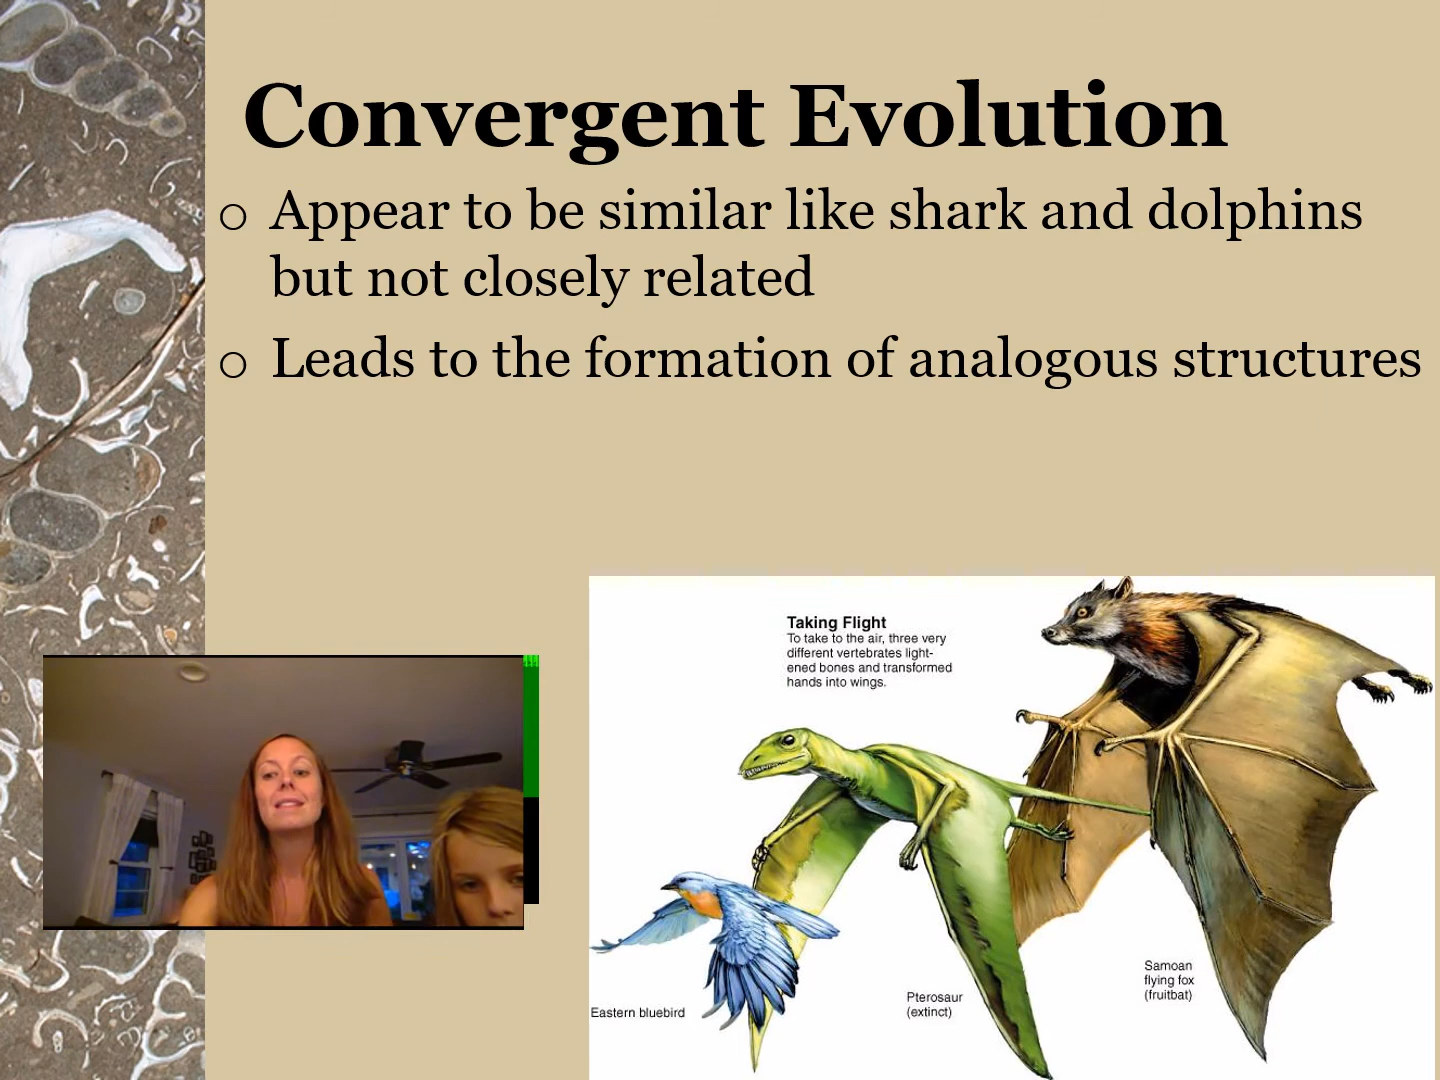 Convergent Evolution
Appear to be similar like shark and dolphins
but not closely related
Leads to the formation of analogous structures
Taking Flight
To take to the air, three very
different vertebrates light-
ened bones and transformed
hands into wings.
Eastern bluebird
Pterosaur
(extinct)
Samoan
flying fox
(fruitbat)